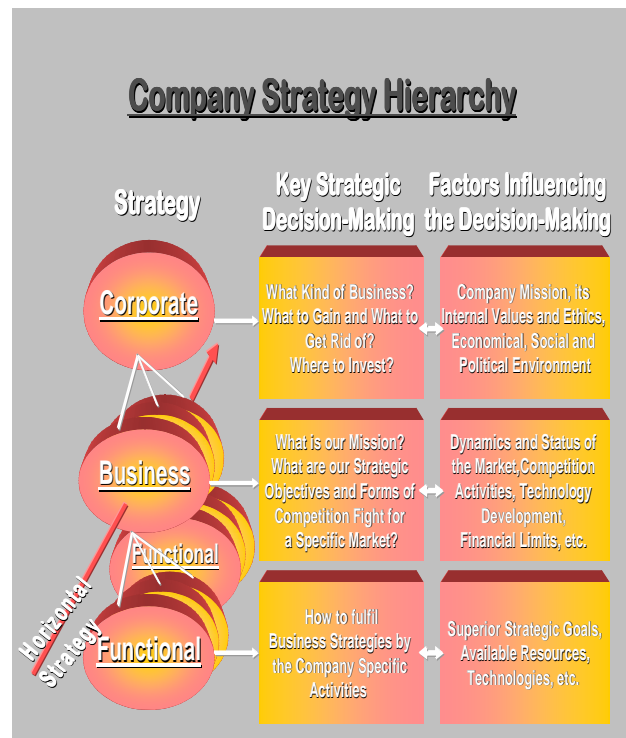 Company Strategy Hierarchy
Strategy
Key Strategic
Decision-Making
Factors Influencing
the Decision-Making
Corporate
What Kind of Business?
What to Gain and What to
Get Rid of?
Where to Invest?
Company Mission, its
Internal Values and Ethics,
Economical, Social and
Political Environment
Business
What is our Mission?
What are our Strategic
Objectives and Forms of
Competition Fight for
a Specific Market?
Dynamics and Status of
the Market,Competition
Activities, Technology
Development,
Financial Limits, etc.
Functional
Horizontal
Strategy
Functional
How to fulfil
Business Strategies by
the Company Specific
Activities
Superior Strategic Goals,
Available Resources,
Technologies, etc.